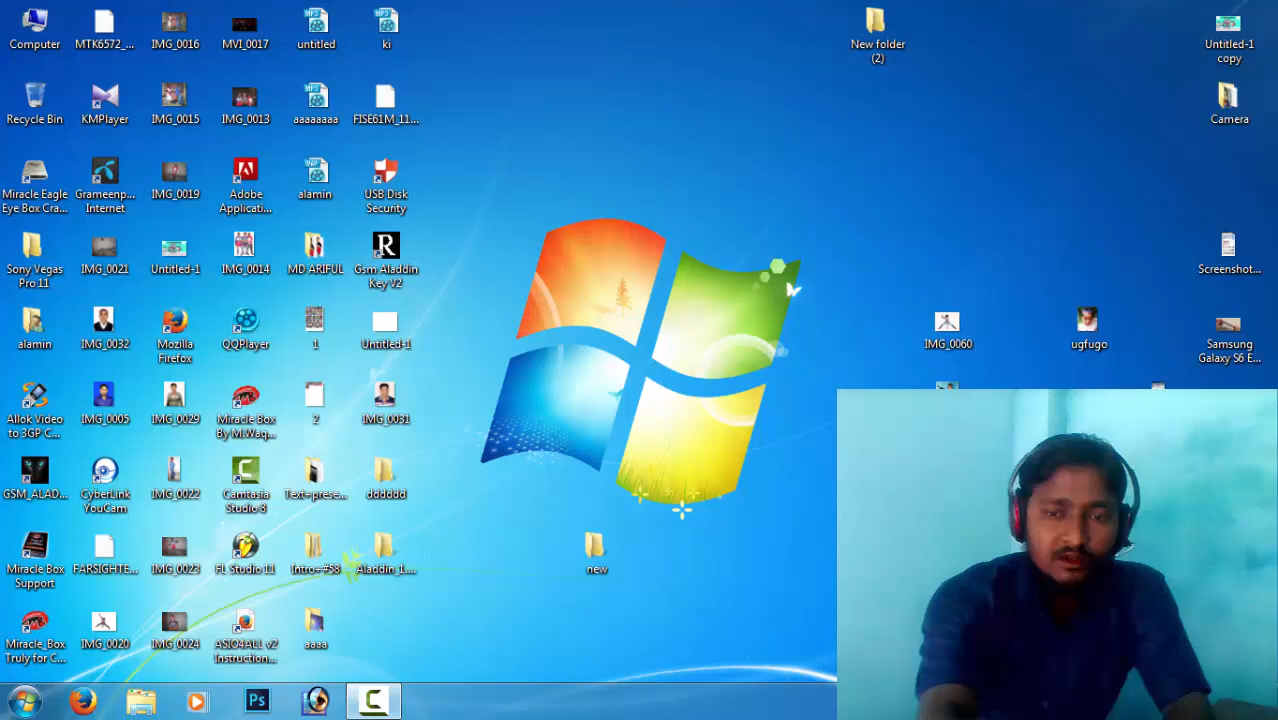 Computer
MTK6572_...
IMG_0016
MVI_0017
untitled
ki
New folder
(2)
Untitled-1
copy
Recycle Bin
KMPlayer
IMG_0015
IMG_0013
aaaaaaaa
FISE61M_11...
Camera
Miracle Eagle
Eye Box Cra...
Grameenp...
Internet
IMG_0019
Adobe
Applicati...
alamin
USB Disk
Security
Sony Vegas
Pro 11
IMG_0021
Untitled-1
IMG_0014
MD ARIFUL
Gsm Aladdin
Key V2
Screenshot...
alamin
IMG_0032
Mozilla
Firefox
QQPlayer
1
Untitled-1
IMG_0060
ugfugo
Samsung
Galaxy S6 E...
Allok Video
to 3GP C...
IMG_0005
IMG_0029
Miracle Box
By M.Waq...
2
IMG_0031
GSM_ALAD...
CyberLink
YouCam
IMG_0022
Camtasia
Studio 8
Text+prese...
dddddd
Miracle Box
Support
FARSIGHTE...
IMG_0023
FL Studio 11
Intro+#58
Aladdin_1....
new
Miracle_Box
Truly for C...
IMG_0020
IMG_0024
ASIO4ALL v2
Instruction...
aaaa
Ps